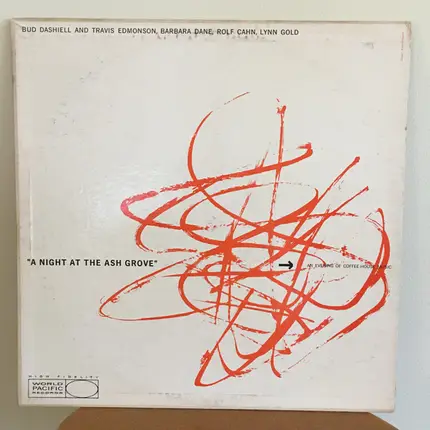 BUD DASHIELL AND TRAVIS EDMONSON, BARBARA DANE, ROLF CAHN, LYNN GOLD
"A NIGHT AT THE ASH GROVE"
AN EVENING OF COFFEE HOUSE MUSIC
HIGH FIDELITY
WORLD
PACIFIC
RECORDS